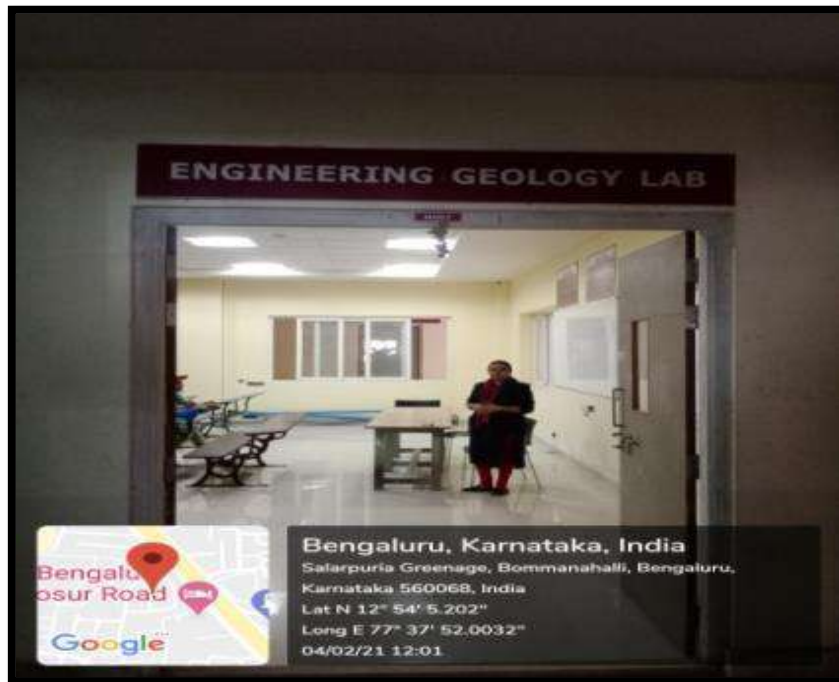 ENGINEERING GEOLOGY LAB
Bengaluru, Karnataka, India
Salarpuria Greenage, Bommanahalli, Bengaluru,
Karnataka 560068, India
Lat N 12° 54' 5.202"
Long E 77° 37' 52.0032"
04/02/21 12:01
Bengalu
osur Road
Google